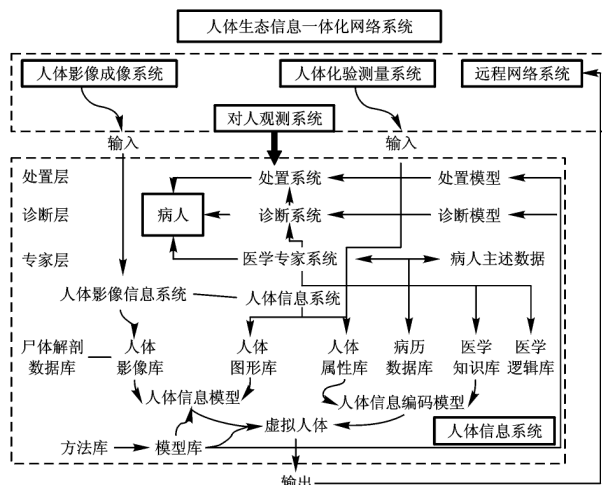 人体生态信息一体化网络系统
人体影像成像系统
人体化验测量系统
远程网络系统
对人观测系统
输入
输入
处置层
处置系统
处置模型
诊断层
病人
诊断系统
诊断模型
专家层
医学专家系统
病人主述数据
人体影像信息系统
人体信息系统
尸体解剖
数据库
人体
影像库
人体
图形库
人体
属性库
病历
数据库
医学
知识库
医学
逻辑库
人体信息模型
人体信息编码模型
虚拟人体
人体信息系统
方法库
模型库
输出